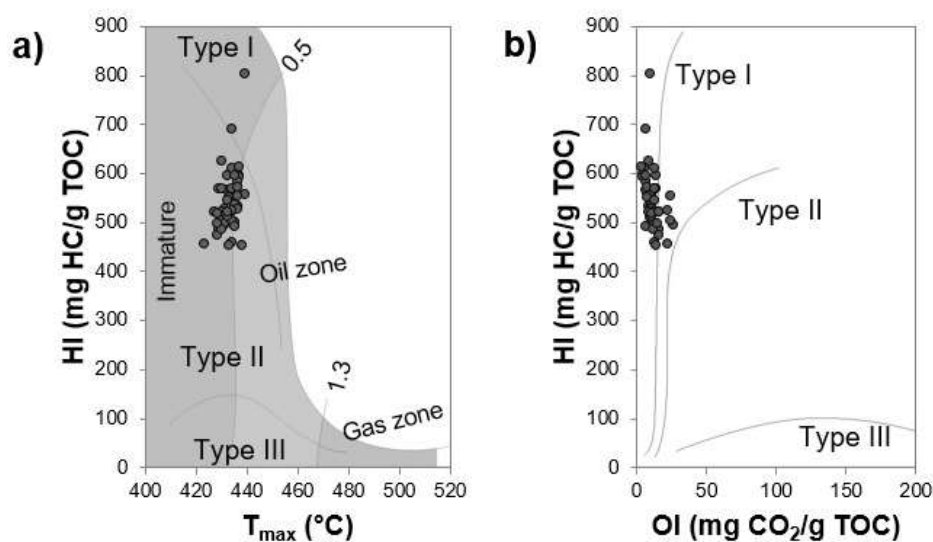 a)
HI (mg HC/g TOC)
900
800
700
600
500
400
300
200
100
0
Type I
0.5
Immature
Oil zone
Type II
1.3
Gas zone
Type III
400 420 440 460 480 500 520
Tmax (°C)
b)
HI (mg HC/g TOC)
900
800
700
600
500
400
300
200
100
0
Type I
Type II
Type III
0 50 100 150 200
OI (mg CO2/g TOC)